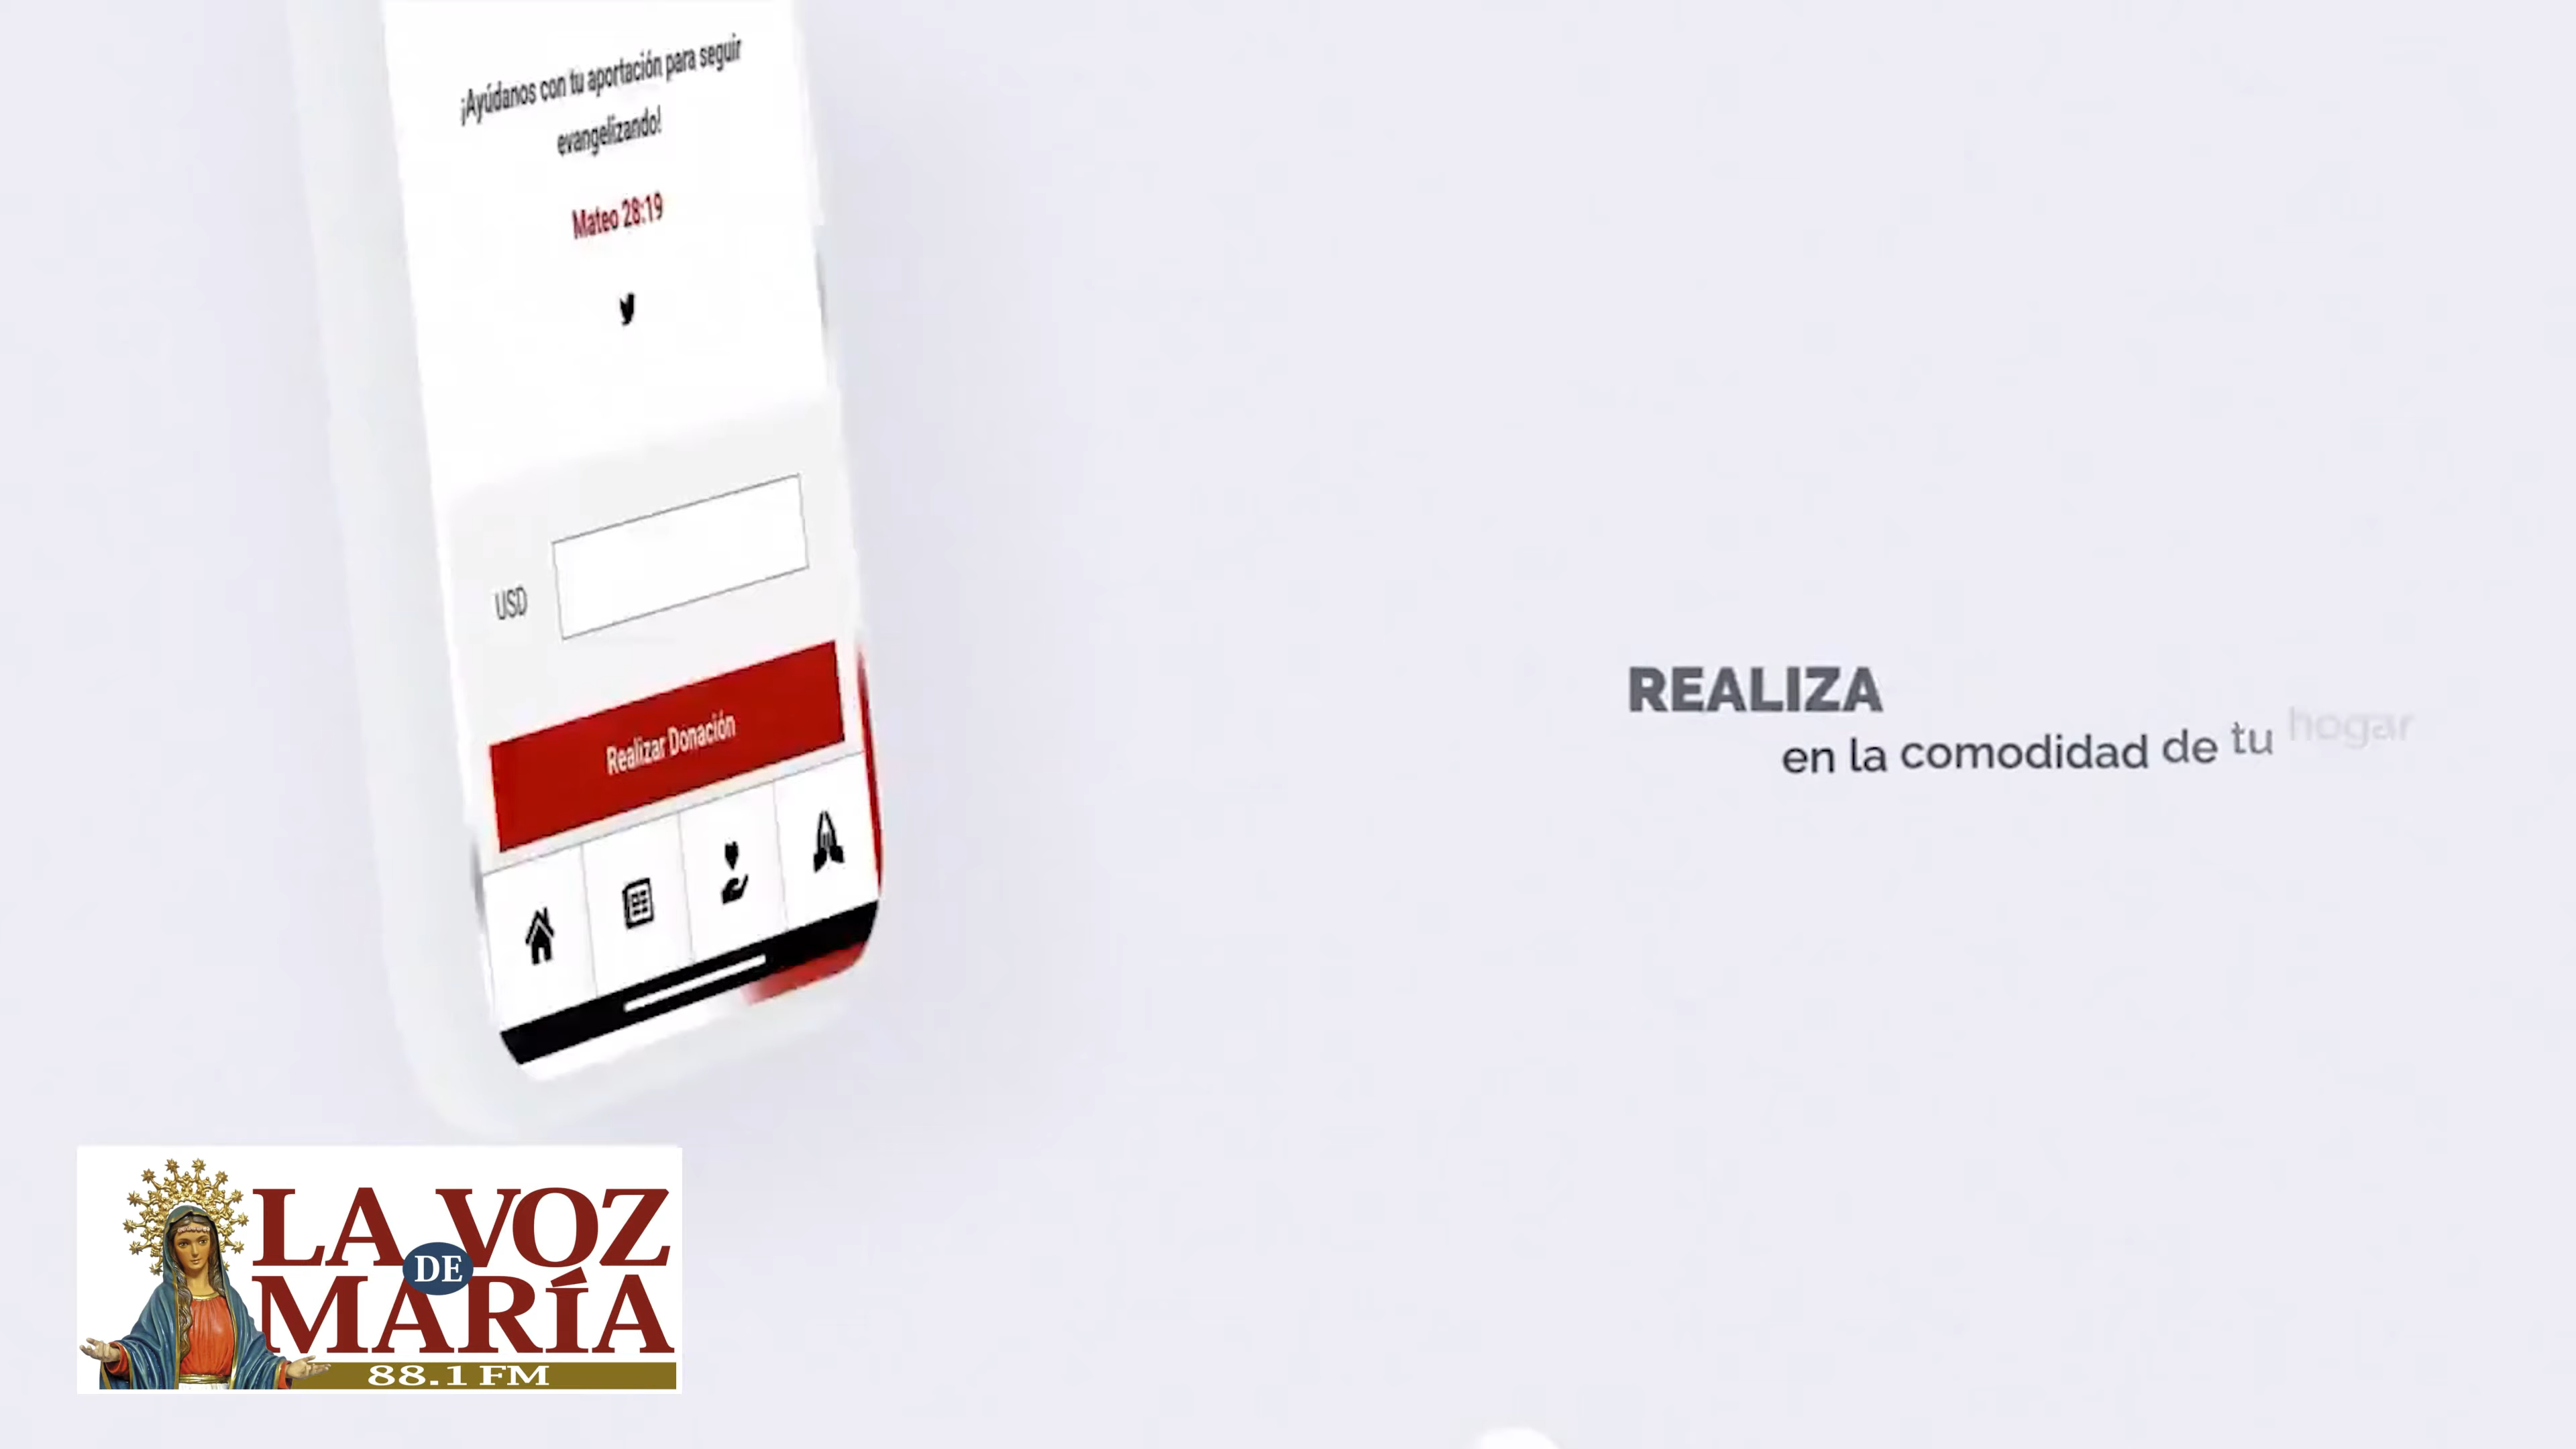 ¡Ayúdanos con tu aportación para seguir
evangelizando!
Mateo 28:19
USD
Realizar Donación
REALIZA
en la comodidad de tu hogar
LA VOZ
DE
MARÍA
88.1 FM